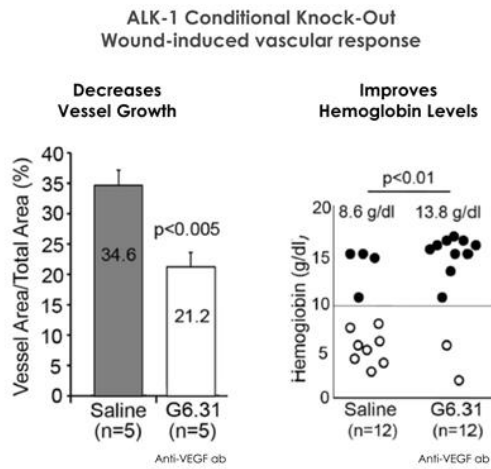 ALK-1 Conditional Knock-Out
Wound-induced vascular response
Decreases
Vessel Growth
Vessel Area/Total Area (%)
40
35
30
25
20
15
10
5
0
34.6
p<0.005
21.2
Saline
(n=5)
G6.31
(n=5)
Anti-VEGF ab
Improves
Hemoglobin Levels
p<0.01
8.6 g/dl
13.8 g/dl
Hemoglobin (g/dl)
20
15
10
5
0
Saline
(n=12)
G6.31
(n=12)
Anti-VEGF ab